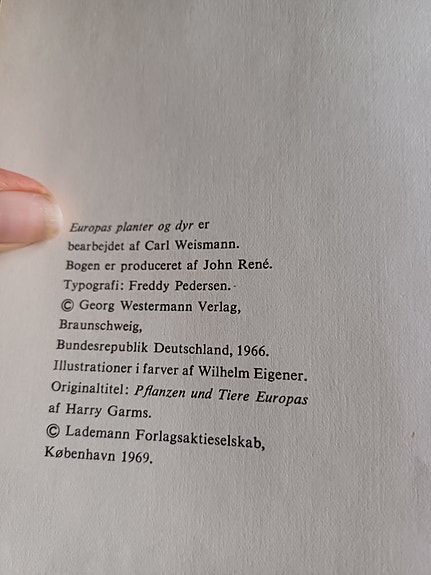 Europas planter og dyr er
bearbejdet af Carl Weismann.
Bogen er produceret af John René.
Typografi: Freddy Pedersen.
© Georg Westermann Verlag,
Braunschweig,
Bundesrepublik Deutschland, 1966.
Illustrationer i farver af Wilhelm Eigener.
Originaltitel: Pflanzen und Tiere Europas
af Harry Garms.
© Lademann Forlagsaktieselskab,
København 1969.